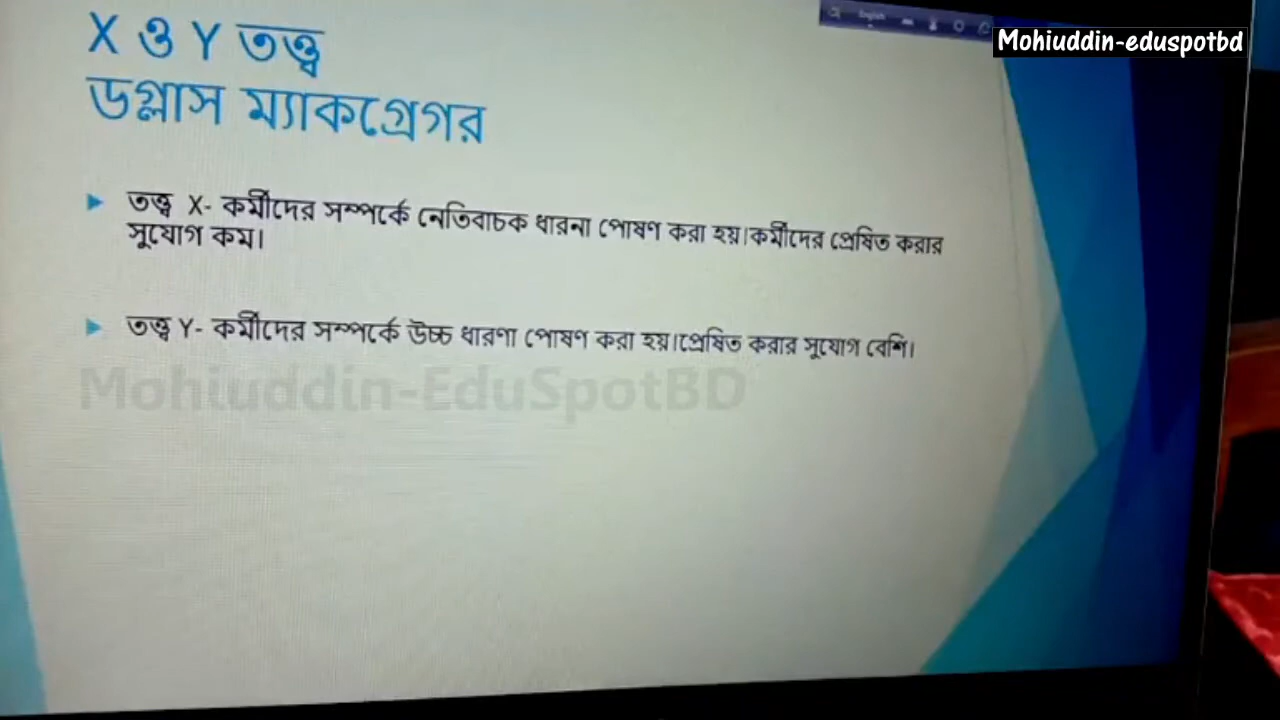 Mohiuddin-eduspotbd
English
X ও Y তত্ত্ব
ডগ্লাস ম্যাকগ্রেগর
তত্ত্ব X- কর্মীদের সম্পর্কে নেতিবাচক ধারনা পোষণ করা হয়।কর্মীদের প্রেষিত করার
সুযোগ কম।
তত্ত্ব Y- কর্মীদের সম্পর্কে উচ্চ ধারণা পোষণ করা হয়।প্রেষিত করার সুযোগ বেশি।
Mohiuddin-EduSpotBD